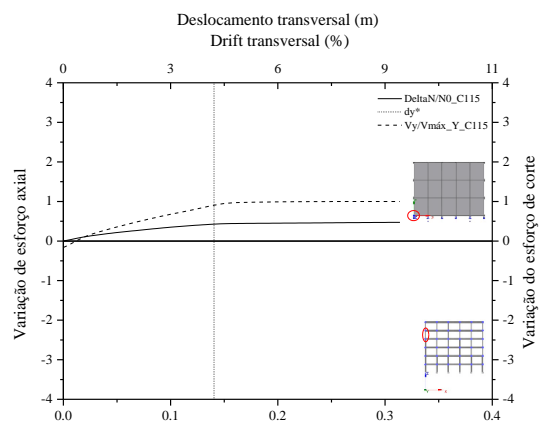 Deslocamento transversal (m)
Drift transversal (%)
0 3 6 8 11
4 4
3 3
2 2
1 1
0 0
-1 -1
-2 -2
-3 -3
-4 -4
DeltaN/N0_C115
dy*
Vy/Vmáx_Y_C115
Variação de esforço axial
Variação do esforço de corte
0.0 0.1 0.2 0.3 0.4